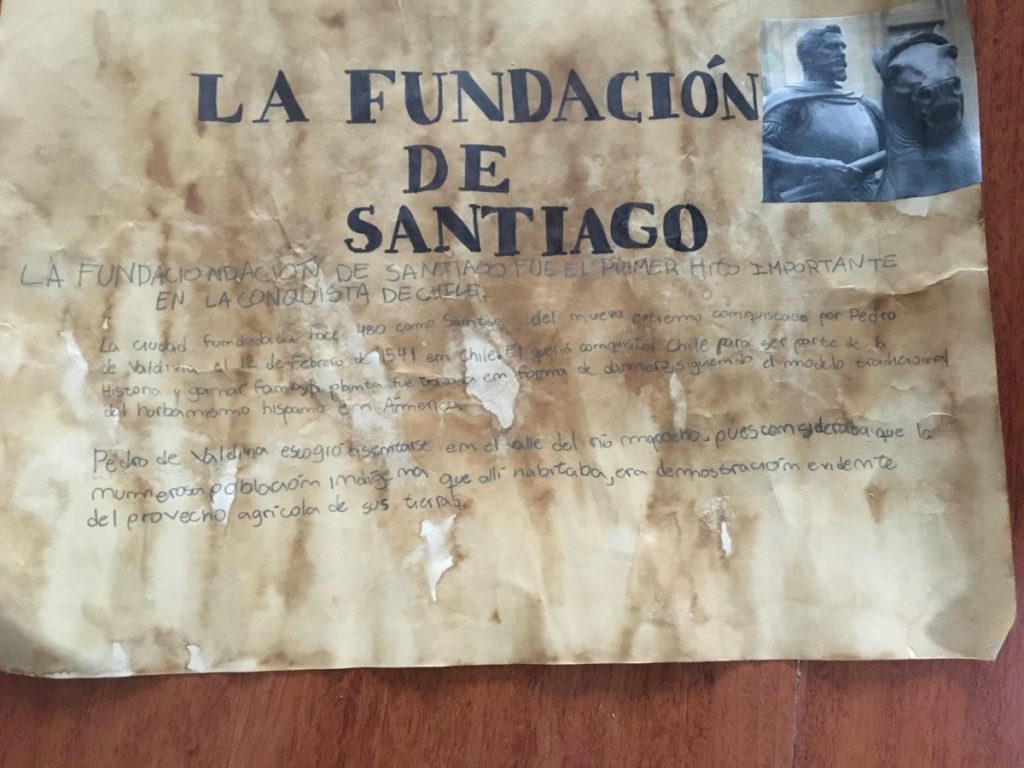 LA FUNDACIÓN
DE
SANTIAGO
LA FUNDACIONDACIÓN DE SANTIAGO FUE EL PRIMER HITO IMPORTANTE
EN LA CONQUISTA DE CHILE.
La ciudad fundada hace 480 como Santiago del nuevo extremo conquistado por Pedro
de Valdivia el 12 de Febrero de 1541 en Chile. El quería conquistar Chile para ser parte de la
Historia y ganar fama, la planta fue trazada en forma de damero, siguiendo el modelo tradicional
del hurbanismo hispano en América
Pedro de Valdivia escogió asentarse en el alle del río mapocho, pues consideraba que la
numerosa población indígena que allí habitaba, era demostración evidente
del provecho agrícola de sus tierras.